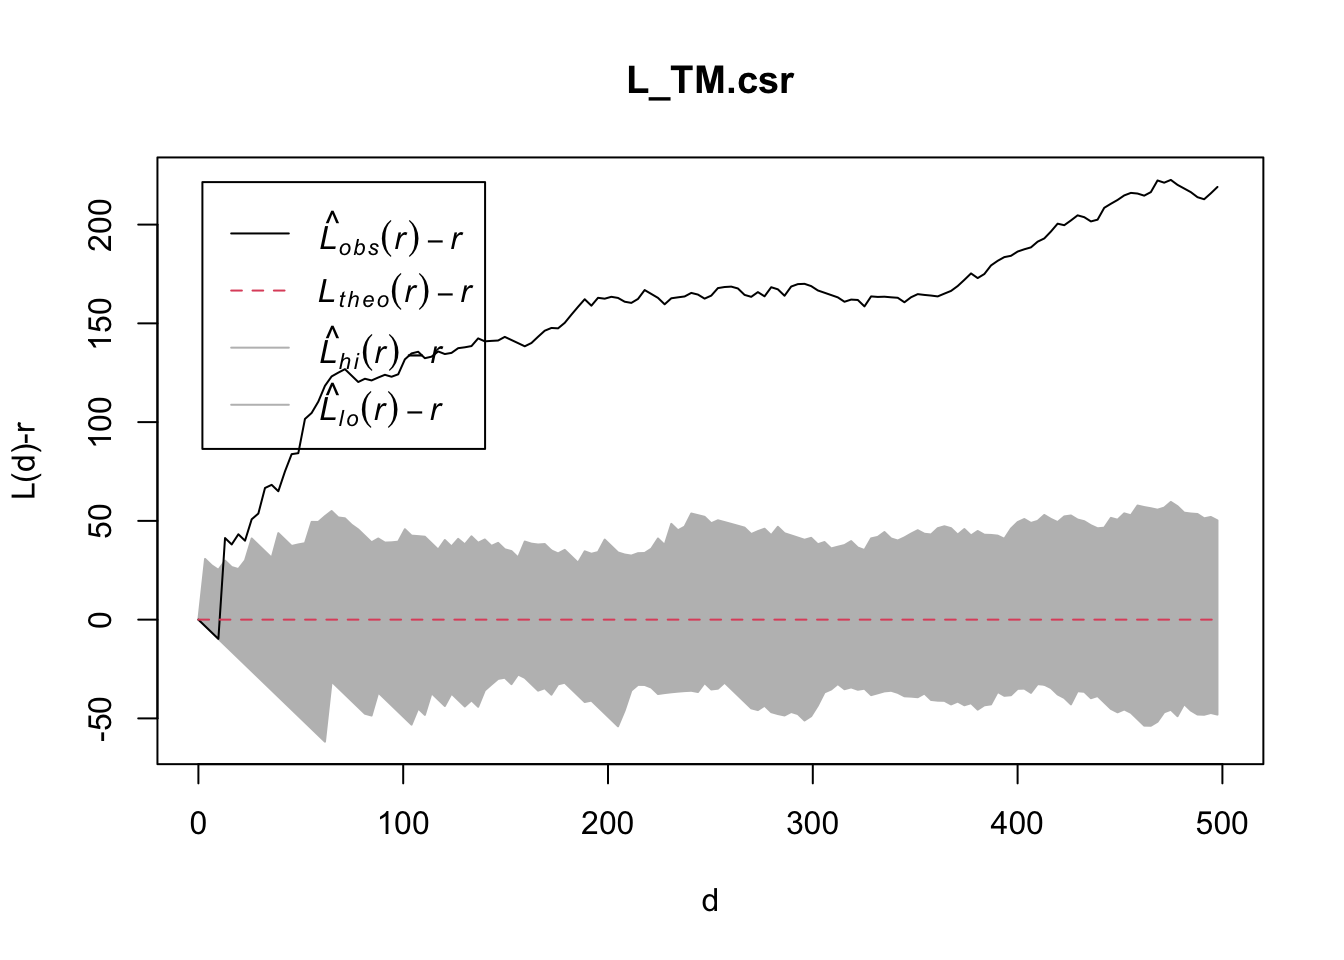 L_TM.csr
L(d)-r
200
150
100
50
0
-50
L̂obs(r) − r
Ltheo(r) − r
L̂hi(r) − r
L̂lo(r) − r
0 100 200 300 400 500
d